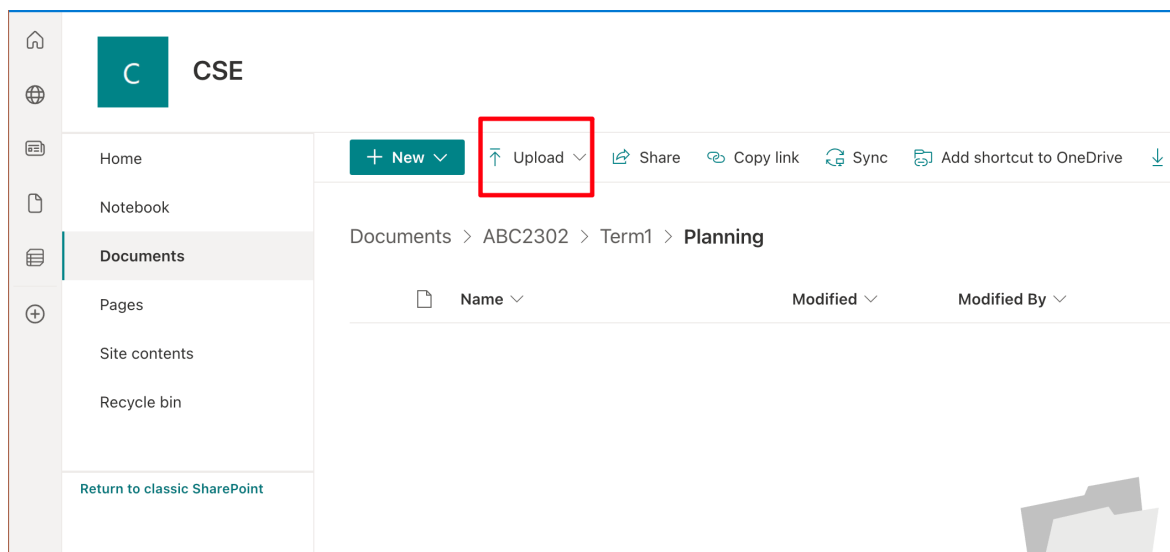 C CSE
Home
Notebook
Documents
Pages
Site contents
Recycle bin
Return to classic SharePoint
+ New Upload Share Copy link Sync Add shortcut to OneDrive
Documents > ABC2302 > Term1 > Planning
Name Modified Modified By